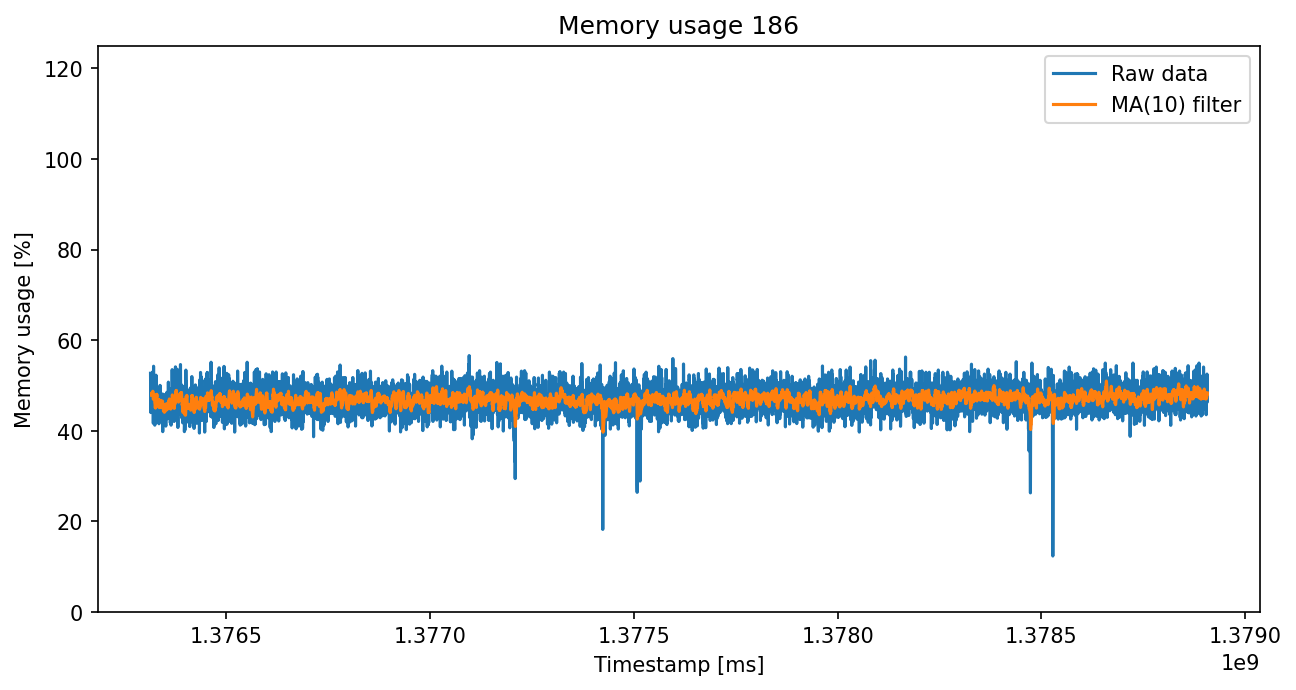 Memory usage 186
Raw data
MA(10) filter
Memory usage [%]
120
100
80
60
40
20
0
1.3765 1.3770 1.3775 1.3780 1.3785 1.3790
1e9
Timestamp [ms]